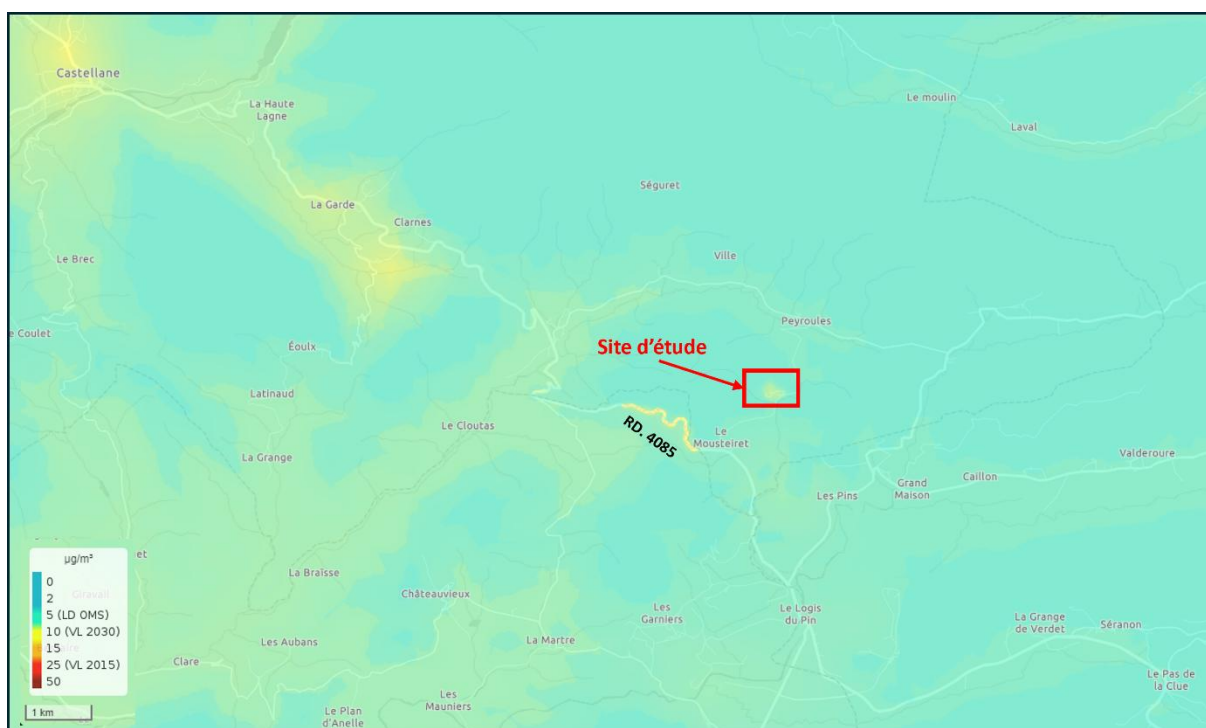 Castellane
La Haute
Lagne
Le moulin
Laval
Séguret
La Garde
Clarnes
Le Brec
Ville
e Coulet
Peyroules
Éoulx
Site d'étude
Latinaud
Le Cloutas
RD. 4085
Le
Mousteiret
La Grange
Valderoure
Caillon
Grand
Maison
Les Pins
µg/m³
0
2
5 (LD OMS)
10 (VL 2030)
15
25 (VL 2015)
50
1 km
et
Giravail
La Braïsse
Châteauvieux
Les
Garniers
Le Logis
du Pin
La Grange
de Verdet
Séranon
Les Aubans
La Martre
Clare
Le Pas de
la Clue
Les
Mauniers
Le Plan
d'Anelle